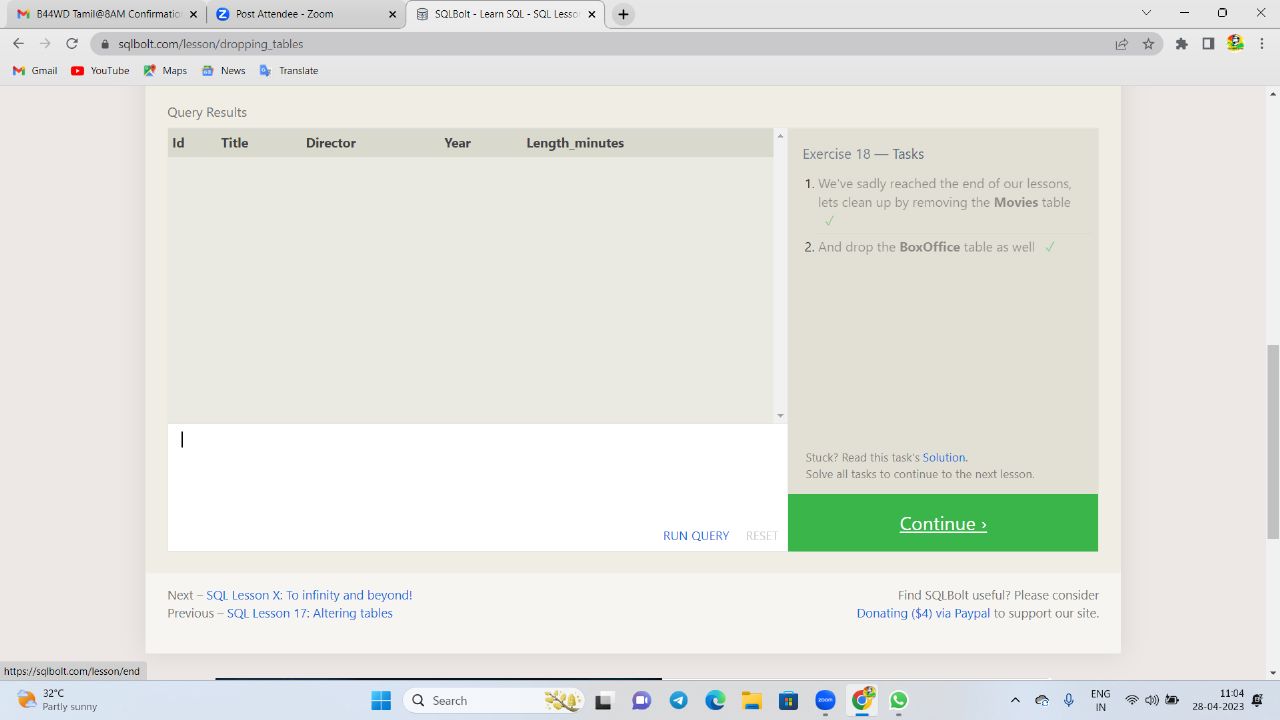 B44WD Tamil@8AM Confirmation
Post Attendee - Zoom
SQLBolt - Learn SQL - SQL Lesson
sqlbolt.com/lesson/dropping_tables
Gmail
YouTube
Maps
News
Translate
Query Results
Id Title Director Year Length_minutes
Exercise 18 — Tasks
1. We've sadly reached the end of our lessons,
lets clean up by removing the Movies table
✓
2. And drop the BoxOffice table as well ✓
Stuck? Read this task's Solution.
Solve all tasks to continue to the next lesson.
RUN QUERY RESET
Continue ›
Next – SQL Lesson X: To infinity and beyond!
Previous – SQL Lesson 17: Altering tables
Find SQLBolt useful? Please consider
Donating ($4) via Paypal to support our site.
https://sqlbolt.com/lesson/end
32°C
Partly sunny
Search
zoom
ENG
IN
11:04
28-04-2023